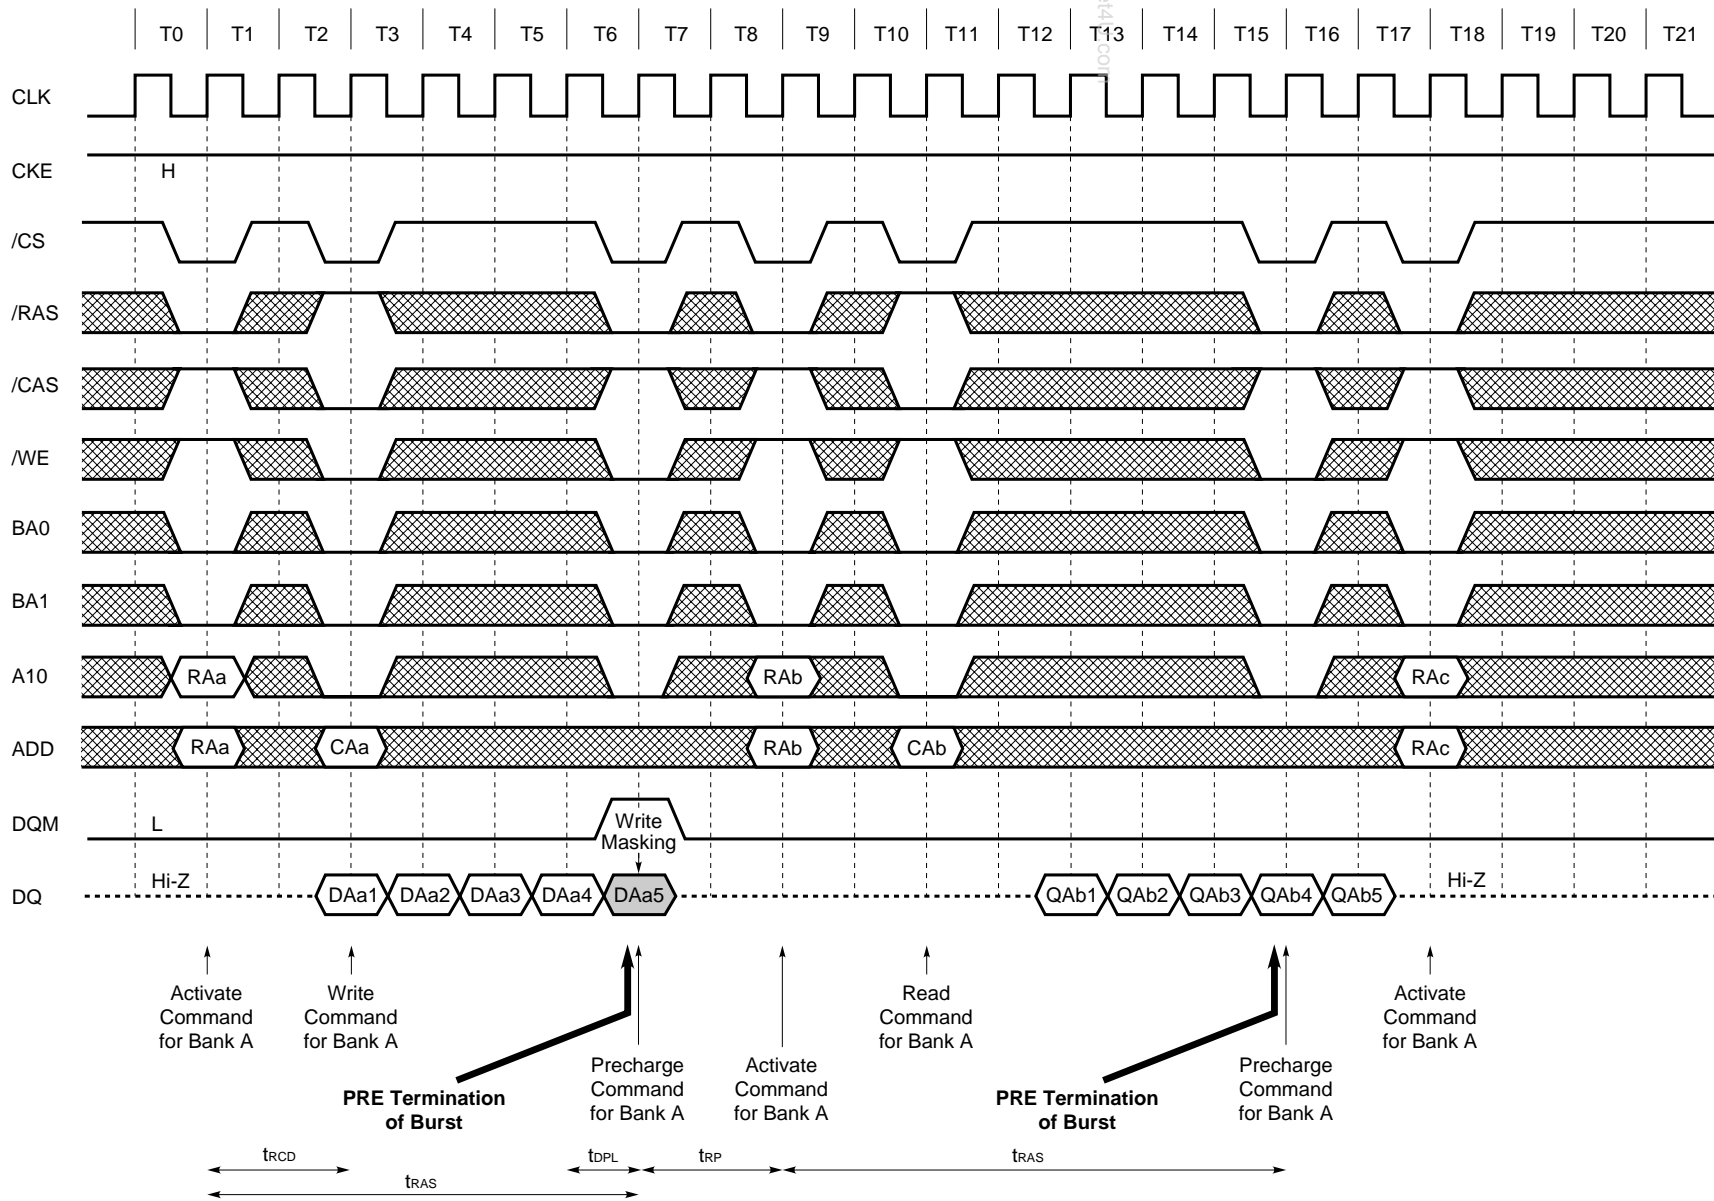 T0 T1 T2 T3 T4 T5 T6 T7 T8 T9 T10 T11 T12 T13 T14 T15 T16 T17 T18 T19 T20 T21
CLK
CKE H
/CS
/RAS
/CAS
/WE
BA0
BA1
A10 RAa RAb RAc
ADD RAa CAa RAb CAb RAc
DQM L Write
Masking
DQ Hi-Z DAa1 DAa2 DAa3 DAa4 DAa5 QAb1 QAb2 QAb3 QAb4 QAb5 Hi-Z
Activate
Command
for Bank A
Write
Command
for Bank A
PRE Termination
of Burst
Precharge
Command
for Bank A
Activate
Command
for Bank A
Read
Command
for Bank A
PRE Termination
of Burst
Precharge
Command
for Bank A
Activate
Command
for Bank A
tRCD tDPL tRP tRAS
tRAS